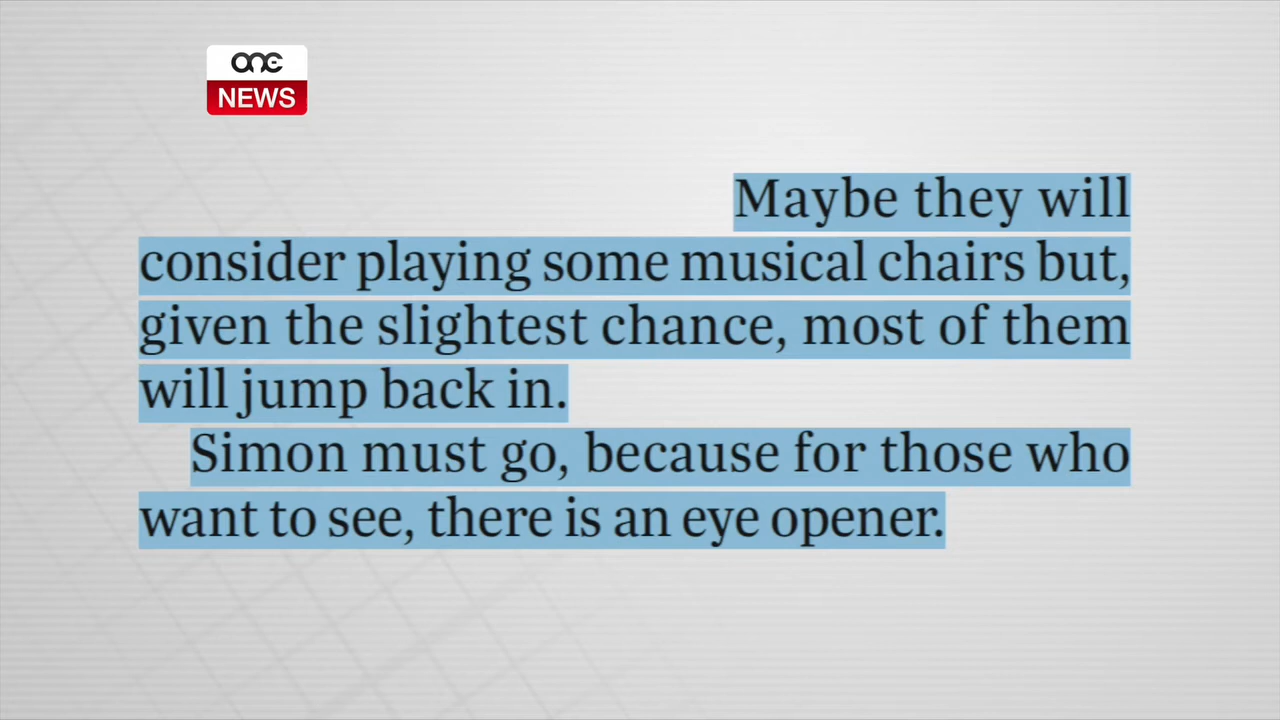 one
NEWS
Maybe they will
consider playing some musical chairs but,
given the slightest chance, most of them
will jump back in.
Simon must go, because for those who
want to see, there is an eye opener.